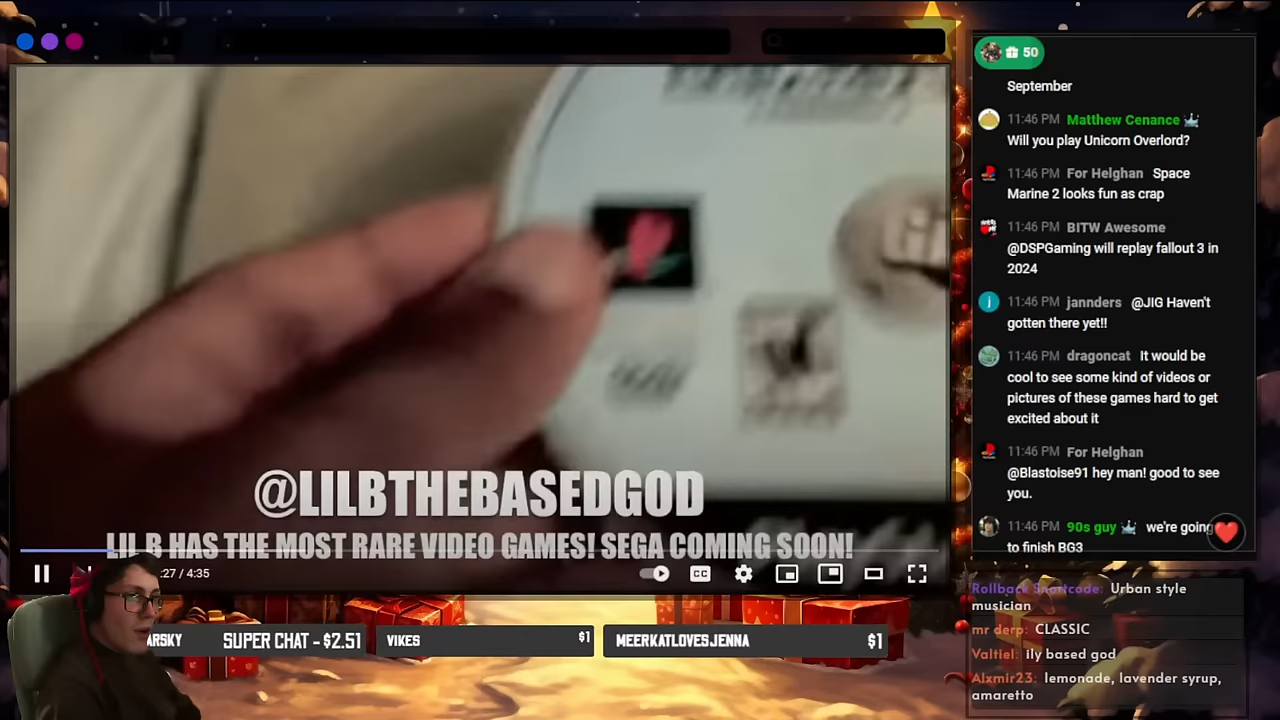 50
September
11:46 PM Matthew Cenance
Will you play Unicorn Overlord?
11:46 PM For Helghan Space
Marine 2 looks fun as crap
11:46 PM BITW Awesome
@DSPGaming will replay fallout 3 in
2024
11:46 PM jannders @JIG Haven't
gotten there yet!!
11:46 PM dragoncat It would be
cool to see some kind of videos or
pictures of these games hard to get
excited about it
11:46 PM For Helghan
@Blastoise91 hey man! good to see
you.
11:46 PM 90s guy we're going
to finish BG3
@LILBTHEBASEDGOD
LIL B HAS THE MOST RARE VIDEO GAMES! SEGA COMING SOON!
:27 / 4:35
CC
ARSKY SUPER CHAT - $2.51
VIKES $1
MEERKATLOVESJENNA $1
Rollback Shortcode: Urban style
musician
mr derp: CLASSIC
Valtiel: ily based god
Alxmir23: lemonade, lavender syrup,
amaretto